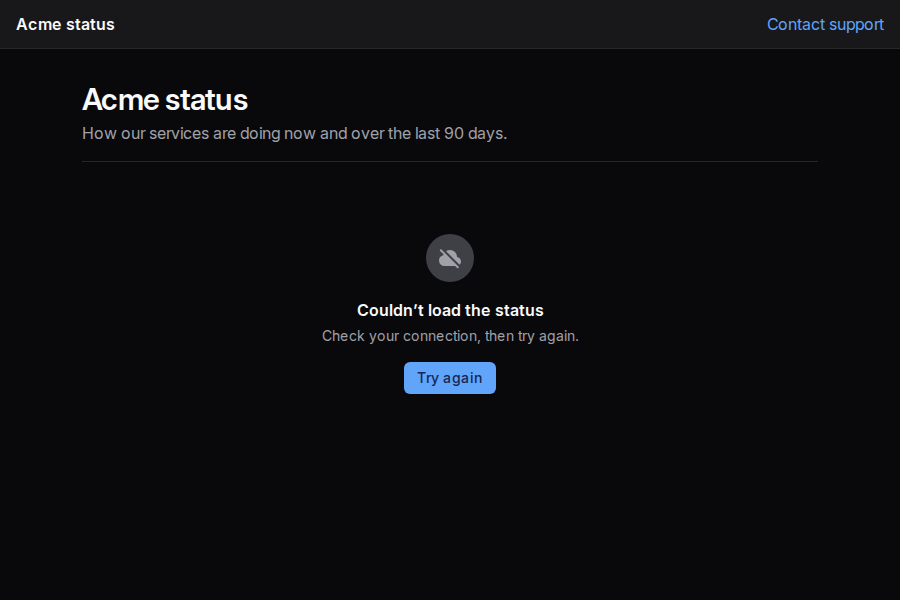 Acme status
Contact support
Acme status
How our services are doing now and over the last 90 days.
Couldn’t load the status
Check your connection, then try again.
Try again